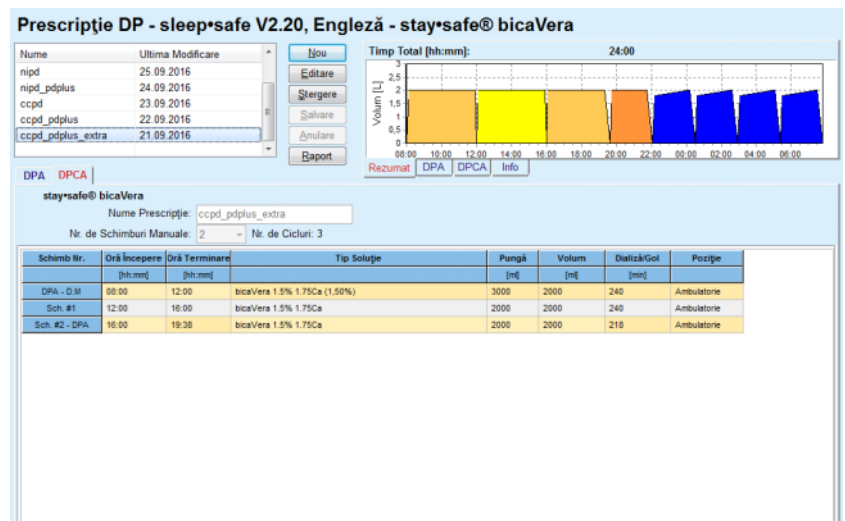 Prescripţie DP - sleep•safe V2.20, Engleză - stay•safe® bicaVera
Nume Ultima Modificare
nipd 25.09.2016
nipd_pdplus 24.09.2016
ccpd 23.09.2016
ccpd_pdplus 22.09.2016
ccpd_pdplus_extra 21.09.2016
Nou
Editare
Ştergere
Salvare
Anulare
Raport
Timp Total [hh:mm]: 24:00
Volum [L]
3
2,5
2
1,5
1
0,5
0
08:00 10:00 12:00 14:00 16:00 18:00 20:00 22:00 00:00 02:00 04:00 06:00
Rezumat DPA DPCA Info
DPA DPCA
stay•safe® bicaVera
Nume Prescripţie: ccpd_pdplus_extra
Nr. de Schimburi Manuale: 2 Nr. de Cicluri: 3
Schimb Nr. Oră Începere Oră Terminare Tip Soluţie Pungă Volum Dializă/Gol Poziţie
[hh:mm] [hh:mm] [ml] [ml] [min]
DPA - D.M 08:00 12:00 bicaVera 1.5% 1.75Ca (1,50%) 3000 2000 240 Ambulatorie
Sch. #1 12:00 16:00 bicaVera 1.5% 1.75Ca 2000 2000 240 Ambulatorie
Sch. #2 - DPA 16:00 19:38 bicaVera 1.5% 1.75Ca 2000 2000 218 Ambulatorie